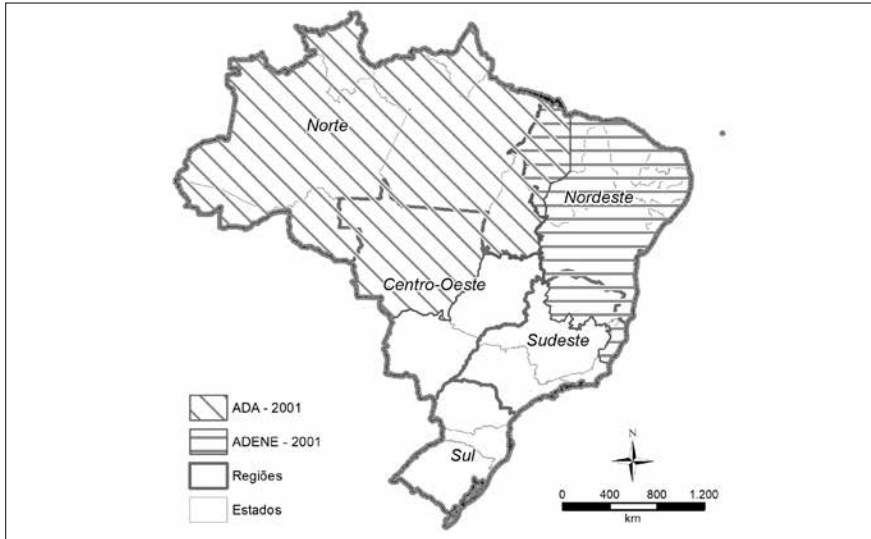 Norte
Nordeste
Centro-Oeste
Sudeste
Sul
ADA - 2001
ADENE - 2001
Regiões
Estados
N
0 400 800 1.200
km